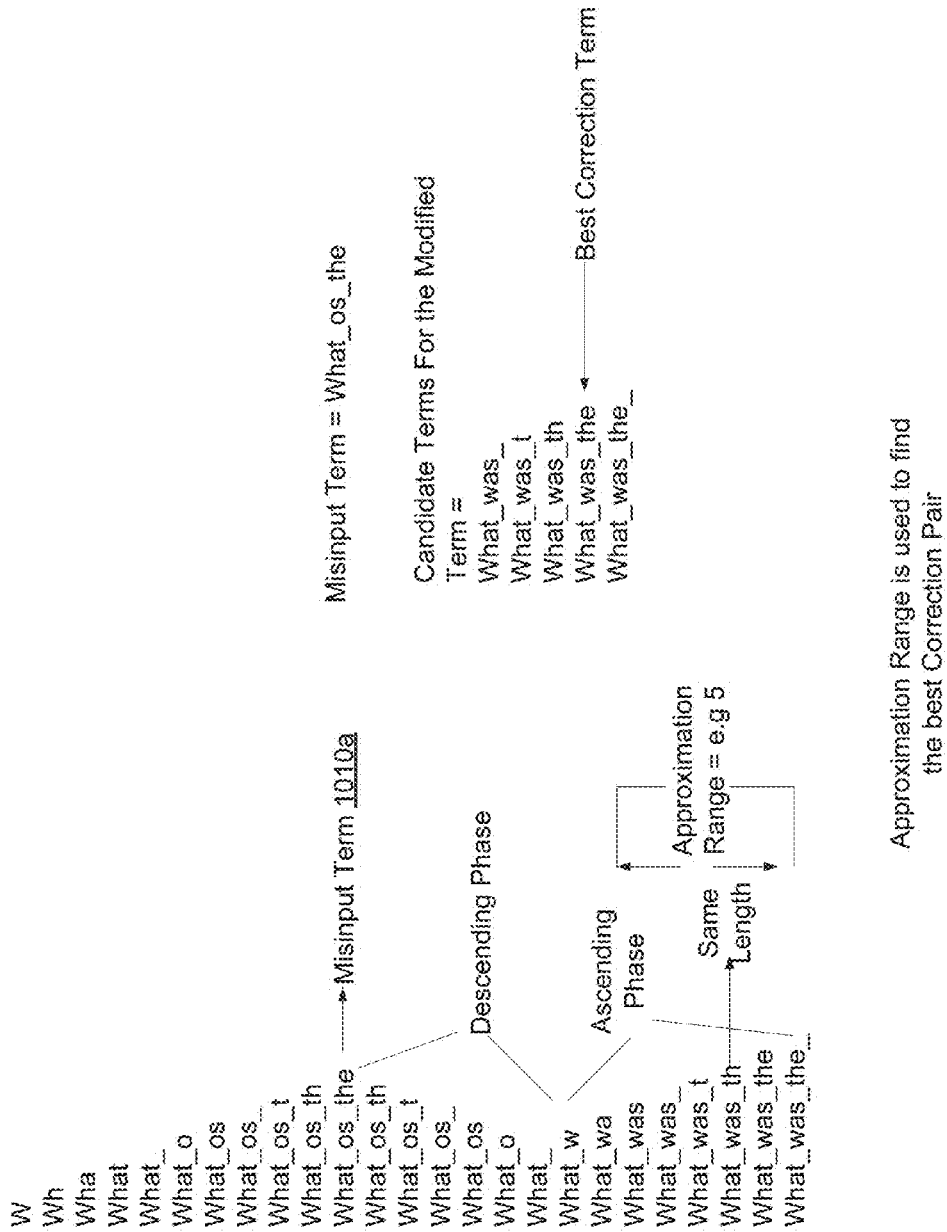 W
Wh
Wha
What
What_
What_o
What_os
What_os_
What_os_t
What_os_th
What_os_the
What_os_th
What_os_t
What_os_
What_os
What_o
What_
What_w
What_wa
What_was
What_was_
What_was_t
What_was_th
What_was_the
What_was_the_
Misinput Term 1010a
Descending Phase
Ascending
Phase
Same
Length
Approximation
Range = e.g 5
Misinput Term = What_os_the
Candidate Terms For the Modified
Term =
What_was_
What_was_t
What_was_th
What_was_the
What_was_the_
Best Correction Term
Approximation Range is used to find
the best Correction Pair